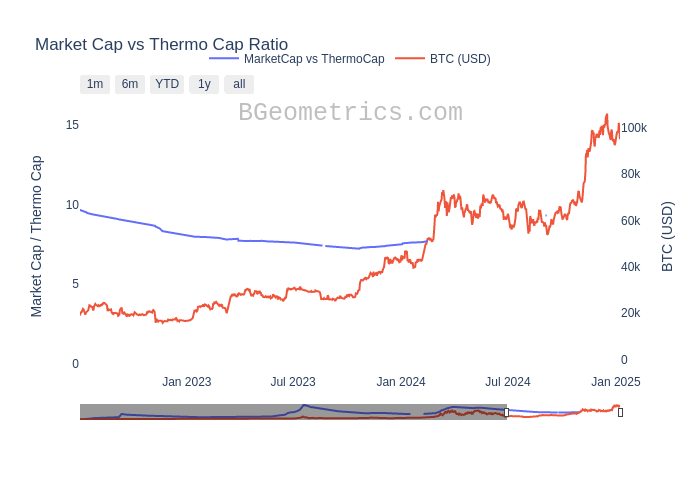 Market Cap vs Thermo Cap Ratio
MarketCap vs ThermoCap
BTC (USD)
1m
6m
YTD
1y
all
BGeometrics.com
15
10
5
0
Market Cap / Thermo Cap
100k
80k
60k
40k
20k
0
BTC (USD)
Jan 2023
Jul 2023
Jan 2024
Jul 2024
Jan 2025